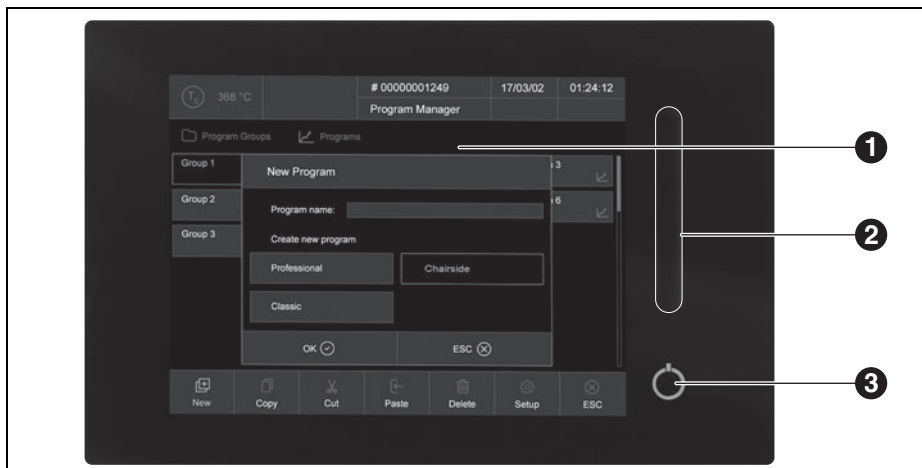 Tc 368 °C
# 00000001249 17/03/02 01:24:12
Program Manager
Program Groups Programs
Group 1
Group 2
Group 3
3
6
New Program
Program name:
Create new program
Professional Chairside
Classic
OK ESC
New Copy Cut Paste Delete Setup ESC
1
2
3